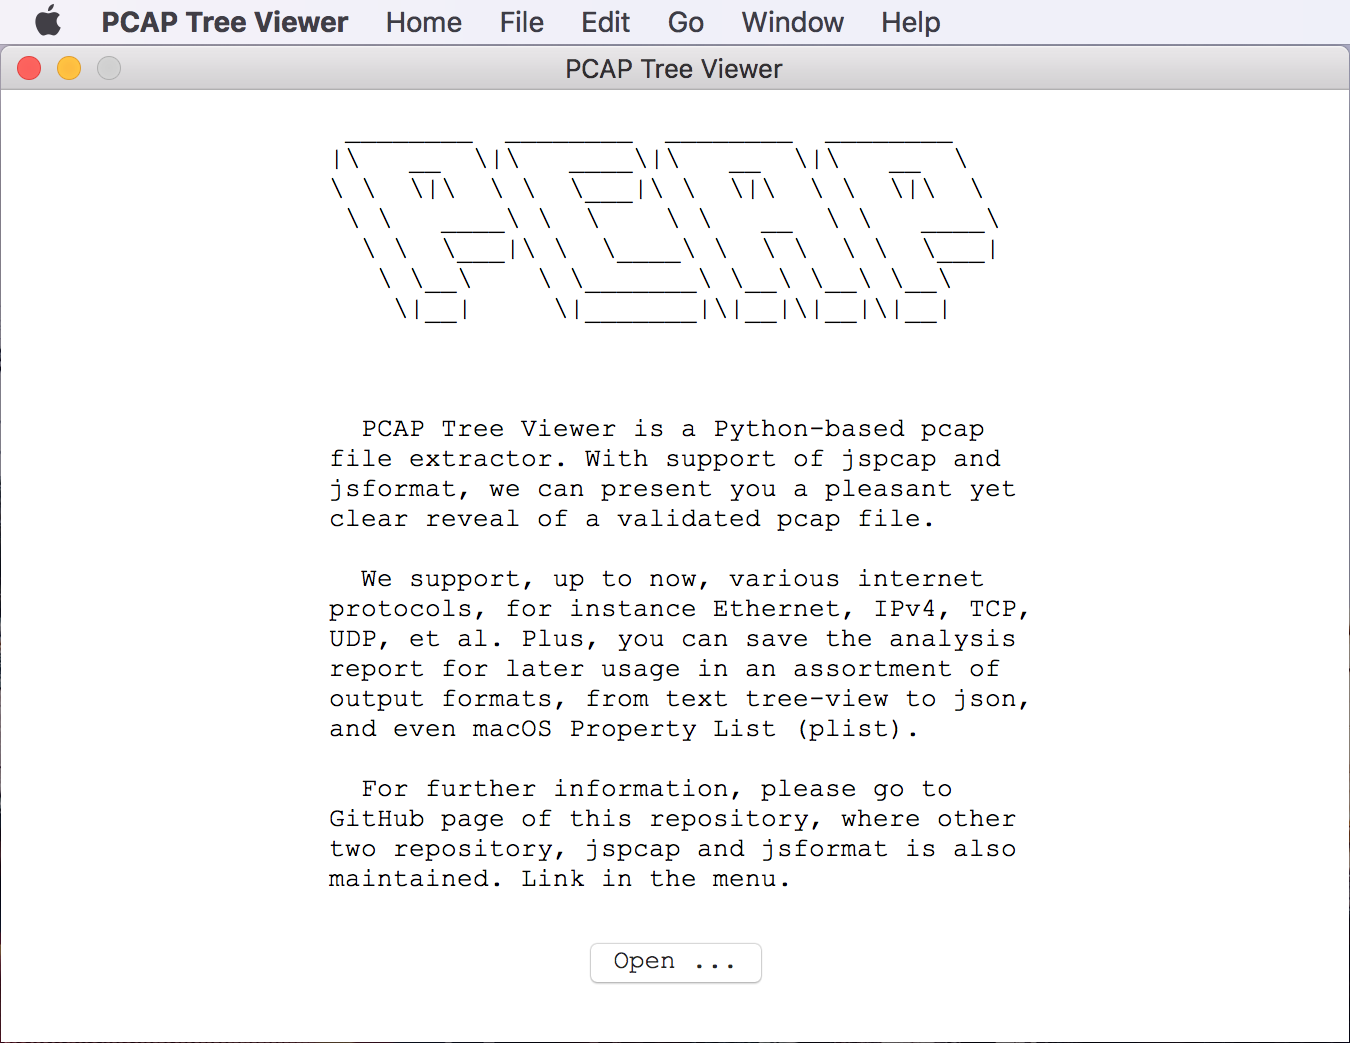 PCAP Tree Viewer Home File Edit Go Window Help
PCAP Tree Viewer
PCAP
PCAP Tree Viewer is a Python-based pcap
file extractor. With support of jspcap and
jsformat, we can present you a pleasant yet
clear reveal of a validated pcap file.
We support, up to now, various internet
protocols, for instance Ethernet, IPv4, TCP,
UDP, et al. Plus, you can save the analysis
report for later usage in an assortment of
output formats, from text tree-view to json,
and even macOS Property List (plist).
For further information, please go to
GitHub page of this repository, where other
two repository, jspcap and jsformat is also
maintained. Link in the menu.
Open ...